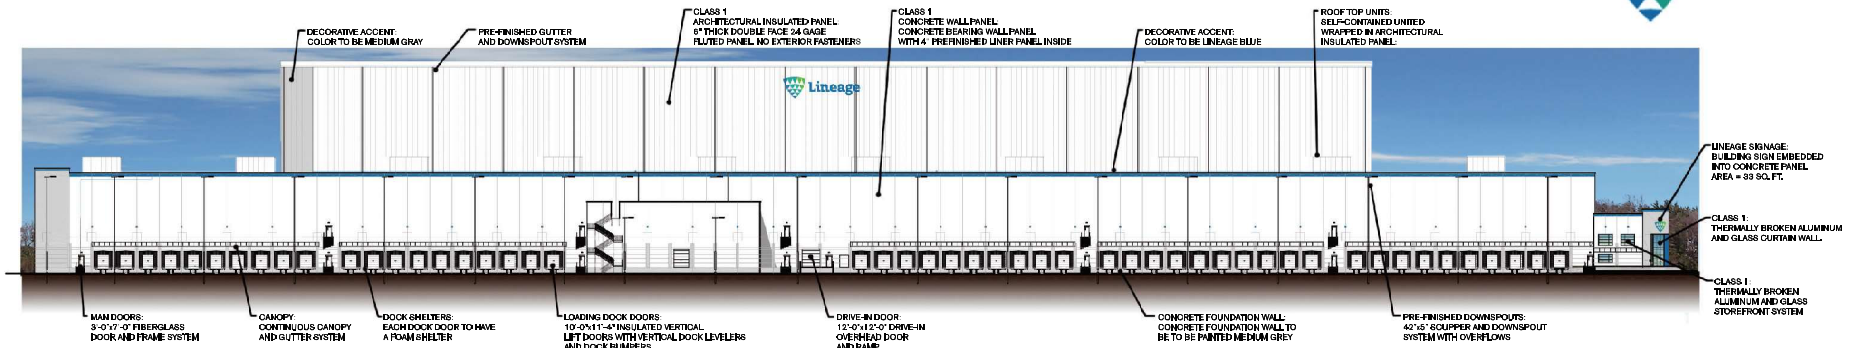 DECORATIVE ACCENT:
COLOR TO BE MEDIUM GRAY
PRE-FINISHED GUTTER
AND DOWNSPOUT SYSTEM
CLASS 1
ARCHITECTURAL INSULATED PANEL:
6" THICK DOUBLE FACE 24 GAGE
FLUTED PANEL. NO EXTERIOR FASTENERS
CLASS 1
CONCRETE WALL PANEL:
CONCRETE BEARING WALL PANEL
WITH 4" PREFINISHED LINER PANEL INSIDE
DECORATIVE ACCENT:
COLOR TO BE LINEAGE BLUE
ROOF TOP UNITS:
SELF-CONTAINED UNITED
WRAPPED IN ARCHITECTURAL
INSULATED PANEL:
Lineage
LINEAGE SIGNAGE:
BUILDING SIGN EMBEDDED
INTO CONCRETE PANEL
AREA = 33 SQ. FT.
CLASS 1:
THERMALLY BROKEN ALUMINUM
AND GLASS CURTAIN WALL.
CLASS I:
THERMALLY BROKEN
ALUMINUM AND GLASS
STOREFRONT SYSTEM
MAN DOORS:
3'-0"x7'-0" FIBERGLASS
DOOR AND FRAME SYSTEM
CANOPY:
CONTINUOUS CANOPY
AND GUTTER SYSTEM
DOCK SHELTERS:
EACH DOCK DOOR TO HAVE
A FOAM SHELTER
LOADING DOCK DOORS:
10'-0"x11'-4" INSULATED VERTICAL
LIFT DOORS WITH VERTICAL DOCK LEVELERS
AND DOCK BUMPERS
DRIVE-IN DOOR:
12'-0"x12'-0" DRIVE-IN
OVERHEAD DOOR
AND RAMP
CONCRETE FOUNDATION WALL:
CONCRETE FOUNDATION WALL TO
BE TO BE PAINTED MEDIUM GREY
PRE-FINISHED DOWNSPOUTS:
42"x5" SCUPPER AND DOWNSPOUT
SYSTEM WITH OVERFLOWS